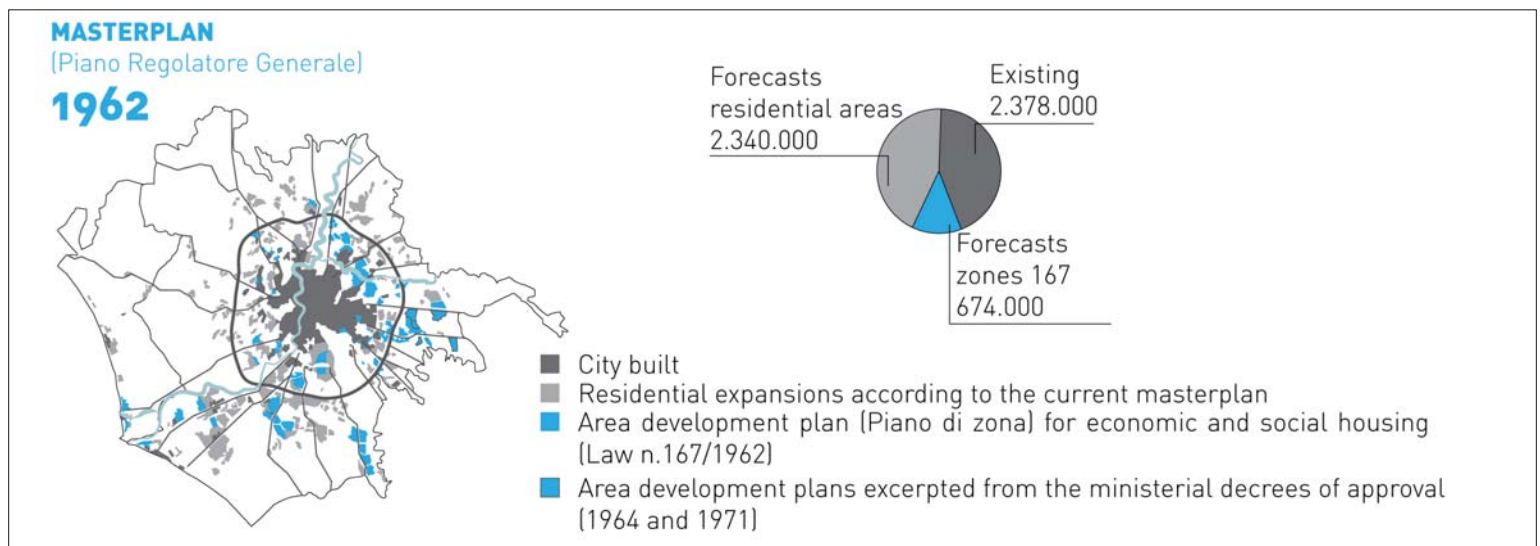 MASTERPLAN
(Piano Regolatore Generale)
1962
Forecasts
residential areas
2.340.000
Existing
2.378.000
Forecasts
zones 167
674.000
City built
Residential expansions according to the current masterplan
Area development plan (Piano di zona) for economic and social housing
(Law n.167/1962)
Area development plans excerpted from the ministerial decrees of approval
(1964 and 1971)